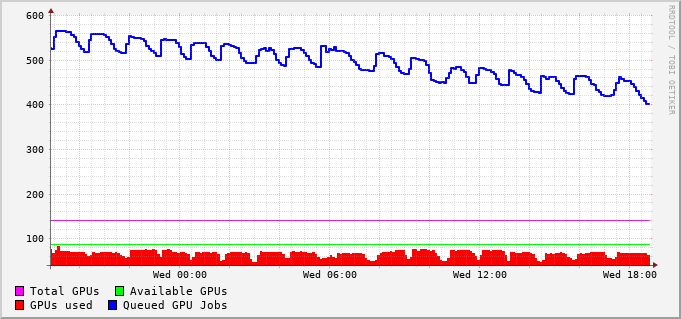 600
500
400
300
200
100
Wed 00:00 Wed 06:00 Wed 12:00 Wed 18:00
Total GPUs Available GPUs
GPUs used Queued GPU Jobs
RRDTOOL / TOBI OETIKER